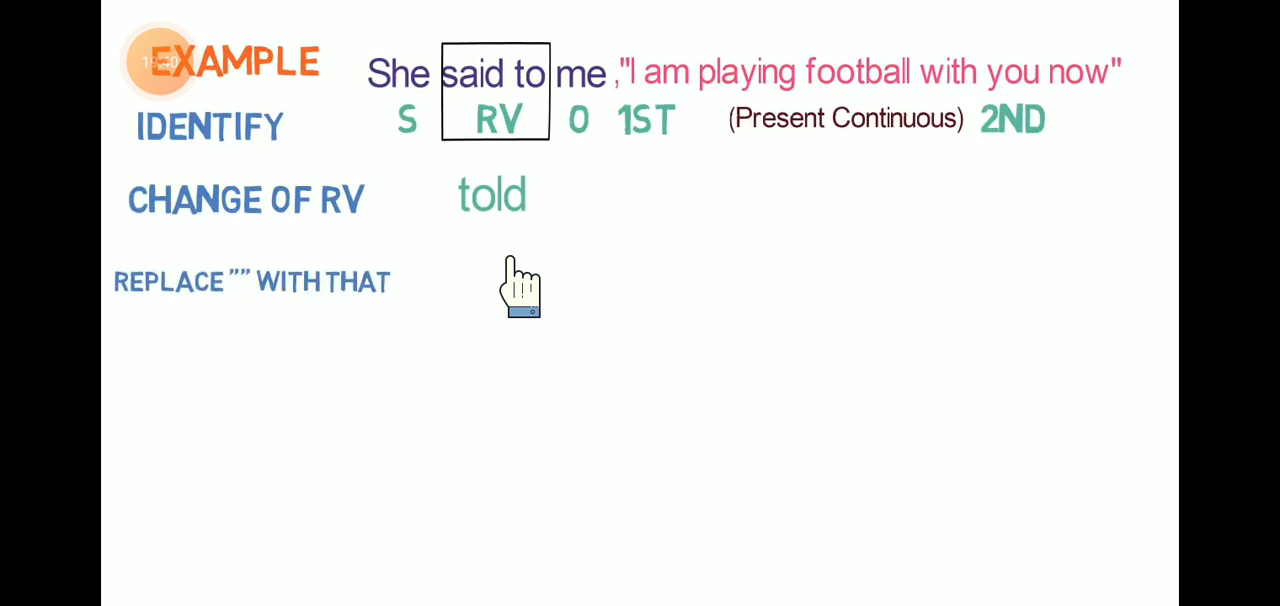 EXAMPLE She said to me ,"I am playing football with you now"
IDENTIFY S RV O 1ST (Present Continuous) 2ND
CHANGE OF RV told
REPLACE "" WITH THAT